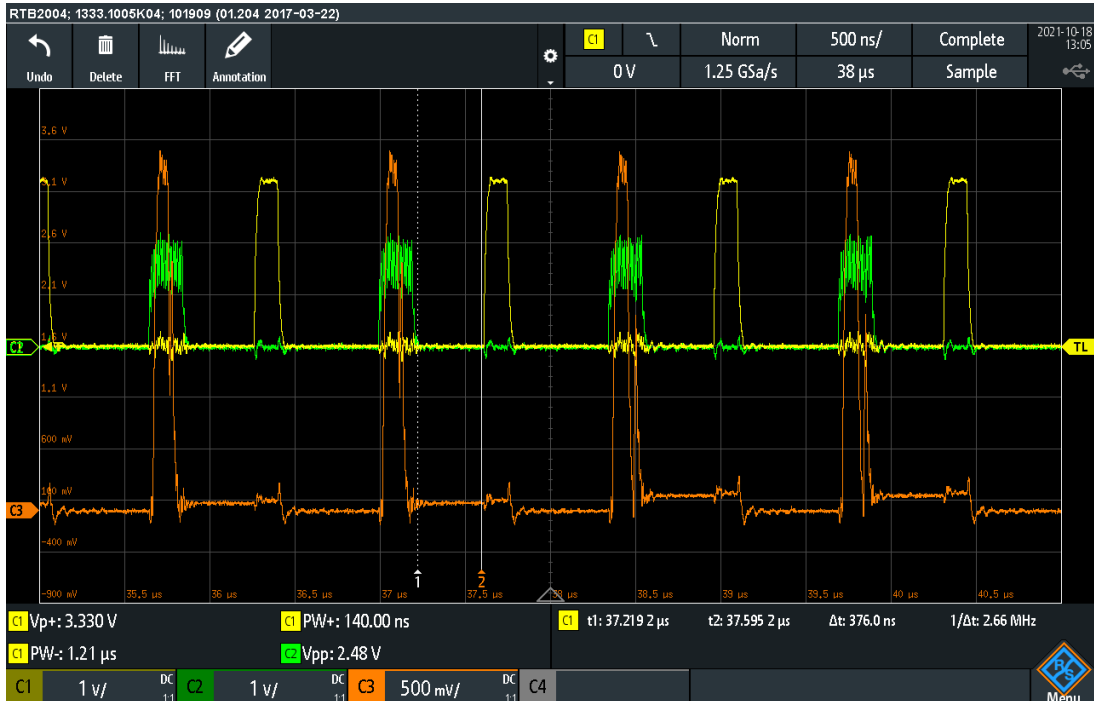 RTB2004; 1333.1005K04; 101909 (01.204 2017-03-22)
Undo Delete FFT Annotation
C1 Norm 500 ns/ Complete 2021-10-18 13:05
0 V 1.25 GSa/s 38 µs Sample
3.6 V
2.6 V
2.1 V
C2
TL
1.1 V
600 mV
C3
-400 mV
1
2
-900 mV 35.5 µs 36 µs 36.5 µs 37 µs 37.5 µs 38 µs 38.5 µs 39 µs 39.5 µs 40 µs 40.5 µs
C1 Vp+: 3.330 V C1 PW+: 140.00 ns C1 t1: 37.219 2 µs t2: 37.595 2 µs Δt: 376.0 ns 1/Δt: 2.66 MHz
C1 PW-: 1.21 µs C2 Vpp: 2.48 V
C1 1 V/ DC 1:1 C2 1 V/ DC 1:1 C3 500 mV/ DC 1:1 C4 Menu